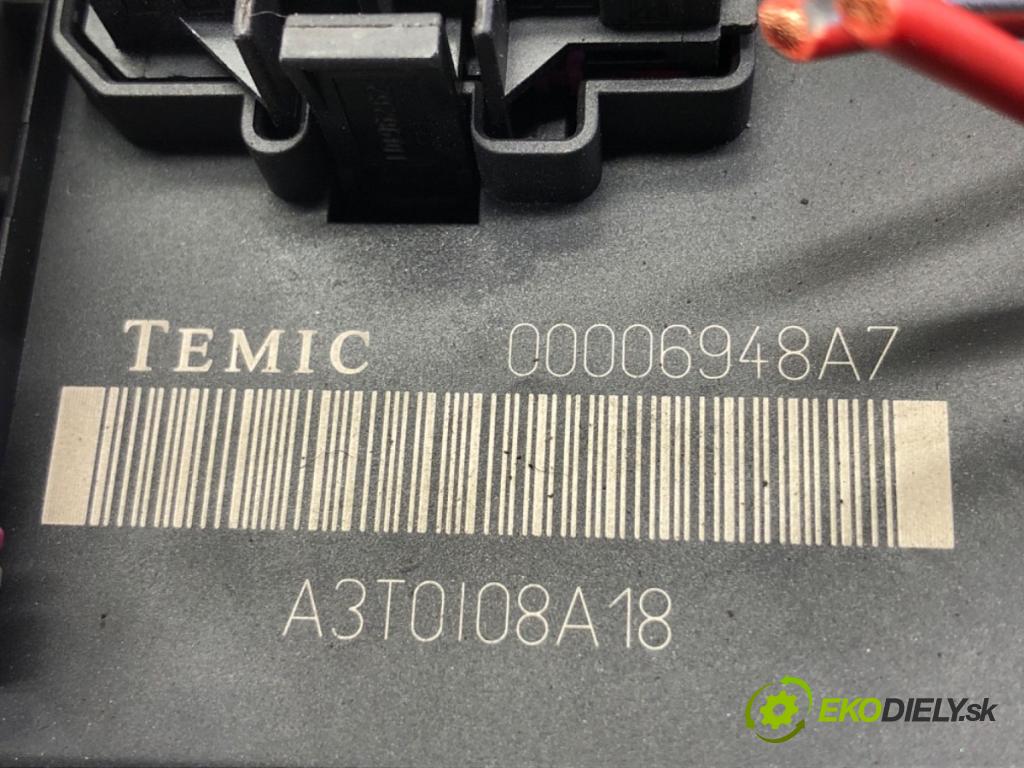 TEMIC 00006948A7
A3T0I08A18
EKODIELY.sk